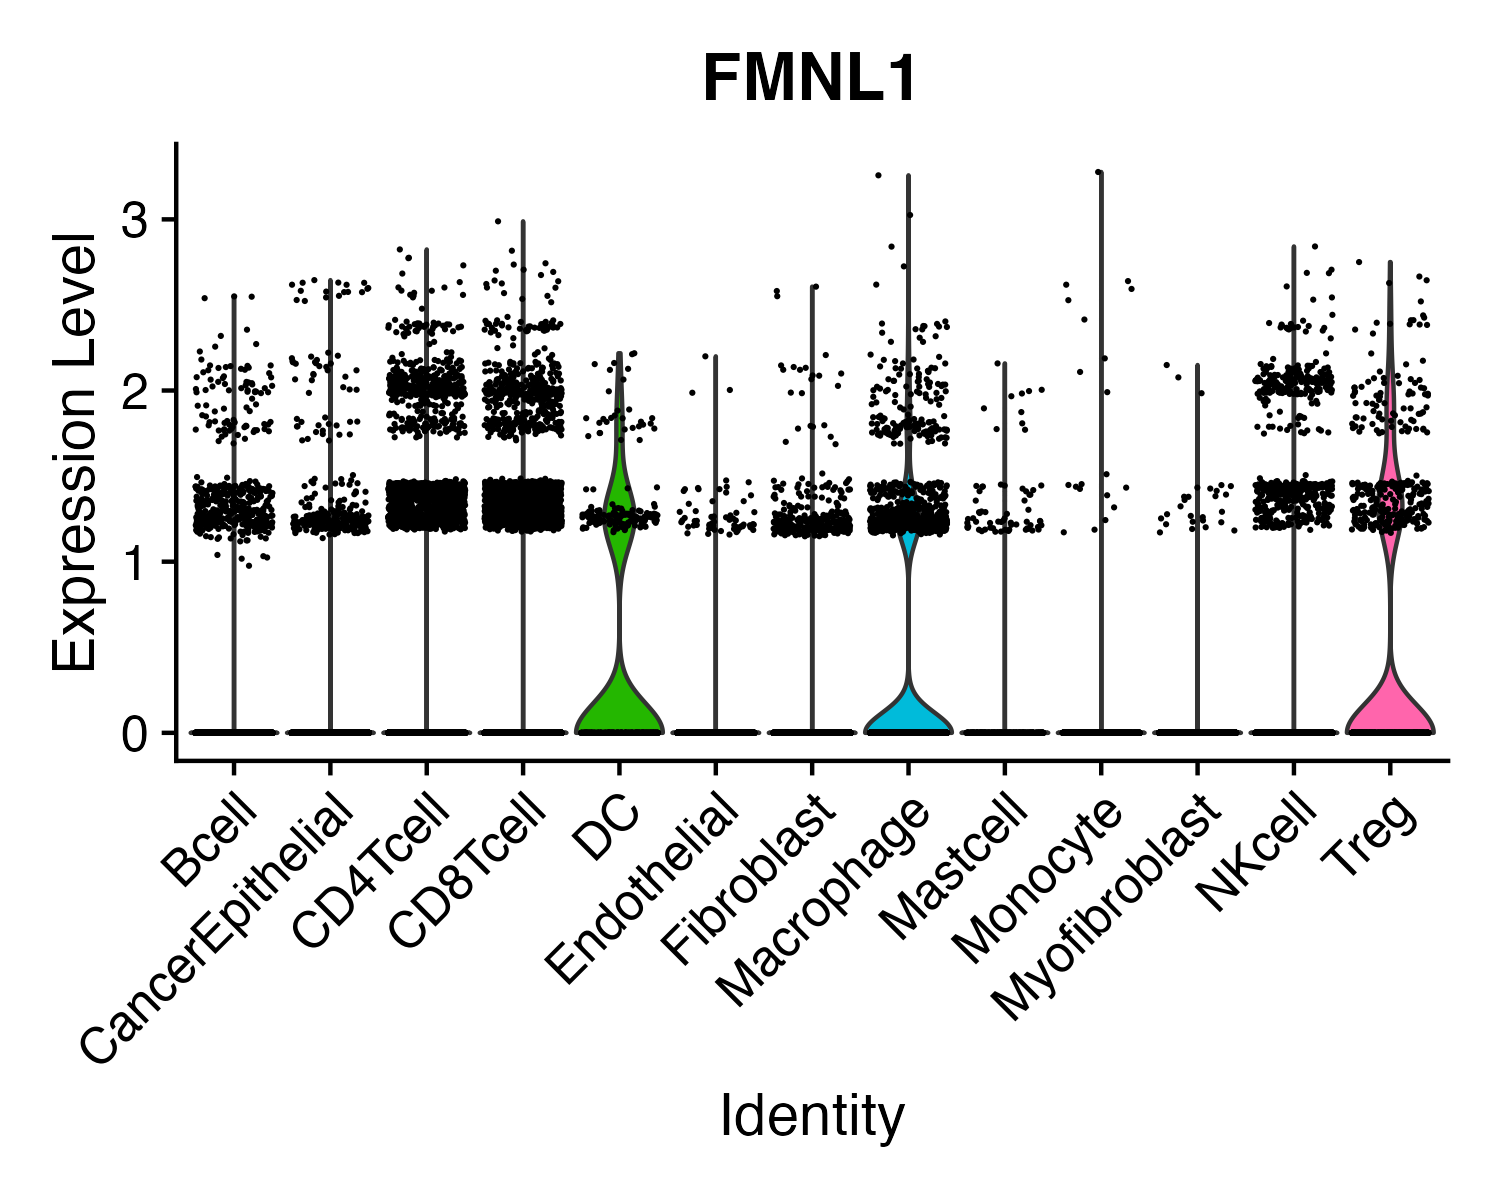 FMNL1
Expression Level
3
2
1
0
Bcell
CancerEpithelial
CD4Tcell
CD8Tcell
DC
Endothelial
Fibroblast
Macrophage
Mastcell
Monocyte
Myofibroblast
NKcell
Treg
Identity